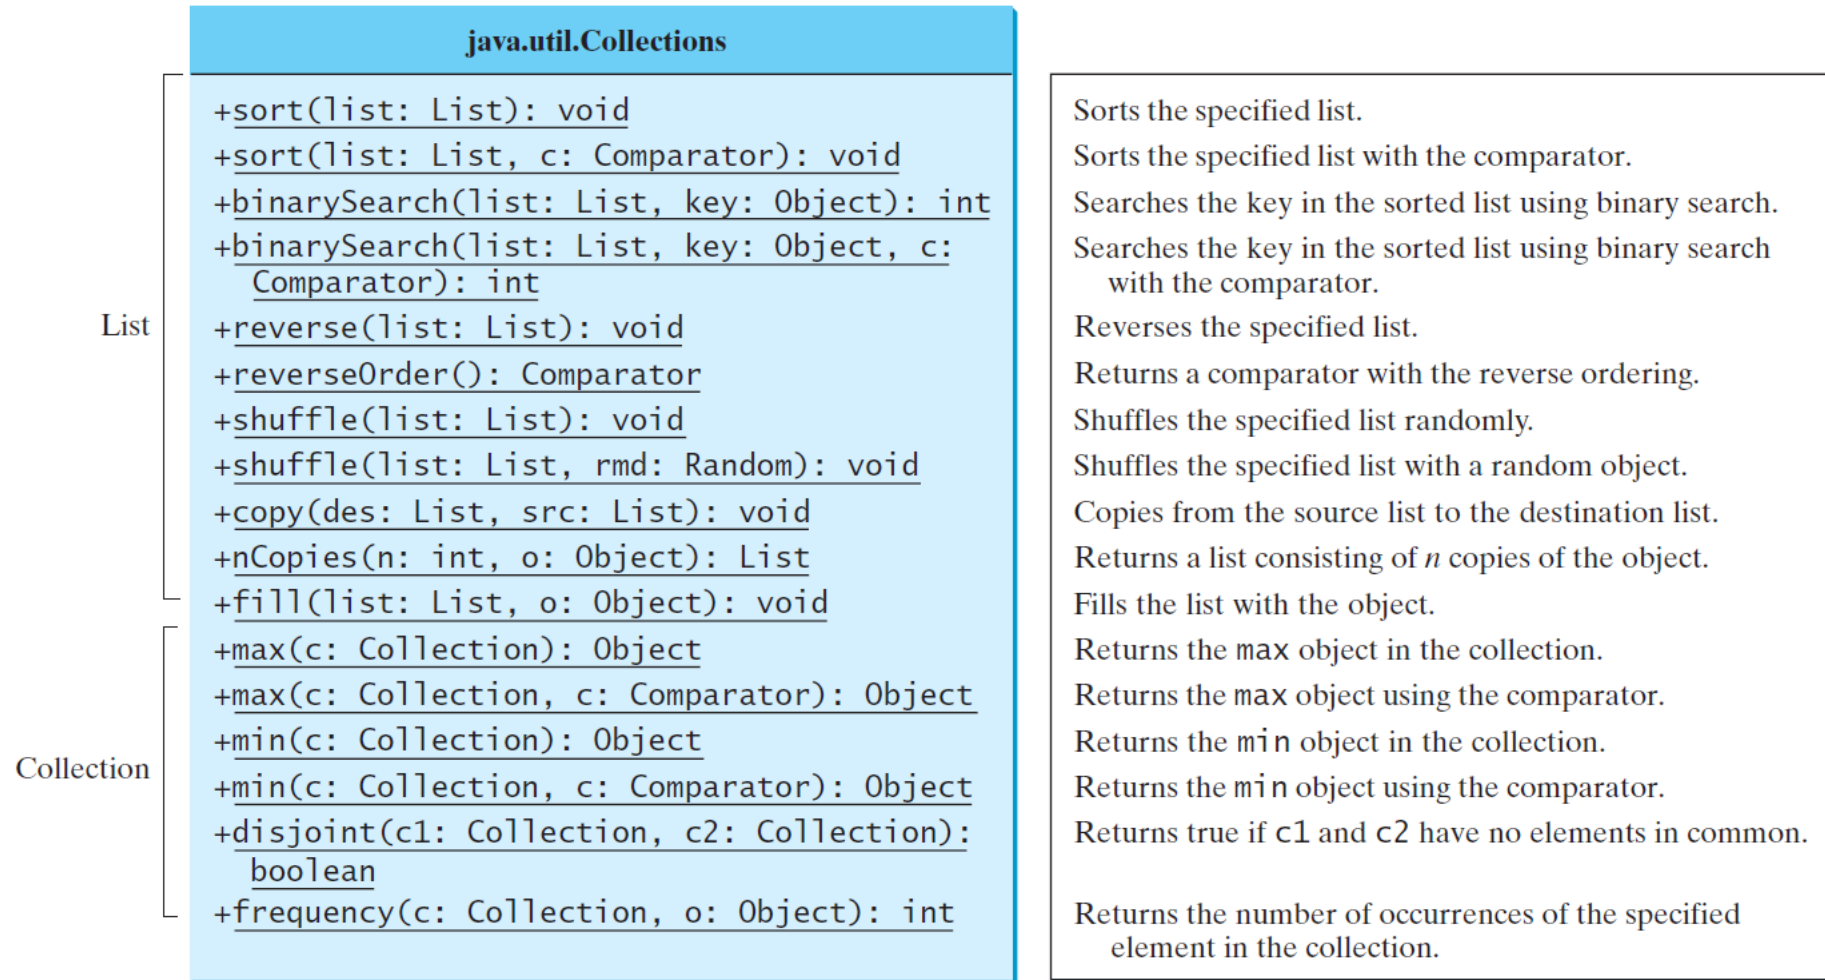 java.util.Collections
List
+sort(list: List): void
Sorts the specified list.
+sort(list: List, c: Comparator): void
Sorts the specified list with the comparator.
+binarySearch(list: List, key: Object): int
Searches the key in the sorted list using binary search.
+binarySearch(list: List, key: Object, c:
Comparator): int
Searches the key in the sorted list using binary search
with the comparator.
+reverse(list: List): void
Reverses the specified list.
+reverseOrder(): Comparator
Returns a comparator with the reverse ordering.
+shuffle(list: List): void
Shuffles the specified list randomly.
+shuffle(list: List, rmd: Random): void
Shuffles the specified list with a random object.
+copy(des: List, src: List): void
Copies from the source list to the destination list.
+nCopies(n: int, o: Object): List
Returns a list consisting of n copies of the object.
+fill(list: List, o: Object): void
Fills the list with the object.
Collection
+max(c: Collection): Object
Returns the max object in the collection.
+max(c: Collection, c: Comparator): Object
Returns the max object using the comparator.
+min(c: Collection): Object
Returns the min object in the collection.
+min(c: Collection, c: Comparator): Object
Returns the min object using the comparator.
+disjoint(c1: Collection, c2: Collection):
boolean
Returns true if c1 and c2 have no elements in common.
+frequency(c: Collection, o: Object): int
Returns the number of occurrences of the specified
element in the collection.